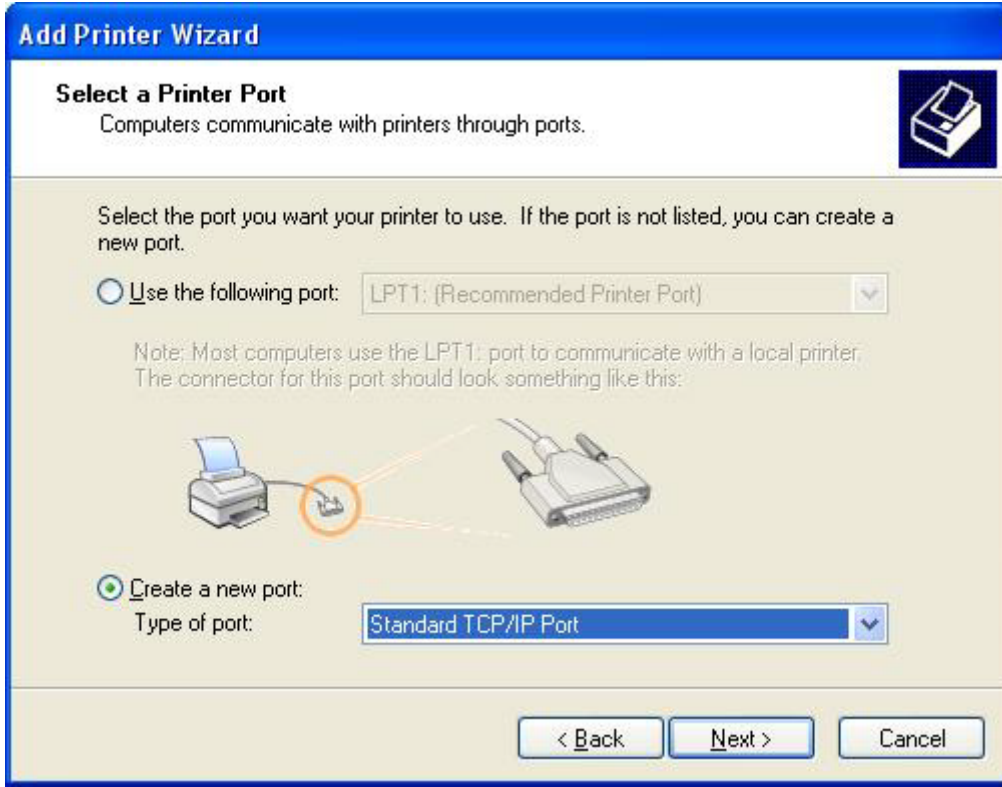 Add Printer Wizard
Select a Printer Port
Computers communicate with printers through ports.
Select the port you want your printer to use.  If the port is not listed, you can create a
new port.
Use the following port: LPT1: (Recommended Printer Port)
Note: Most computers use the LPT1: port to communicate with a local printer.
The connector for this port should look something like this:
Create a new port:
Type of port: Standard TCP/IP Port
< Back Next > Cancel